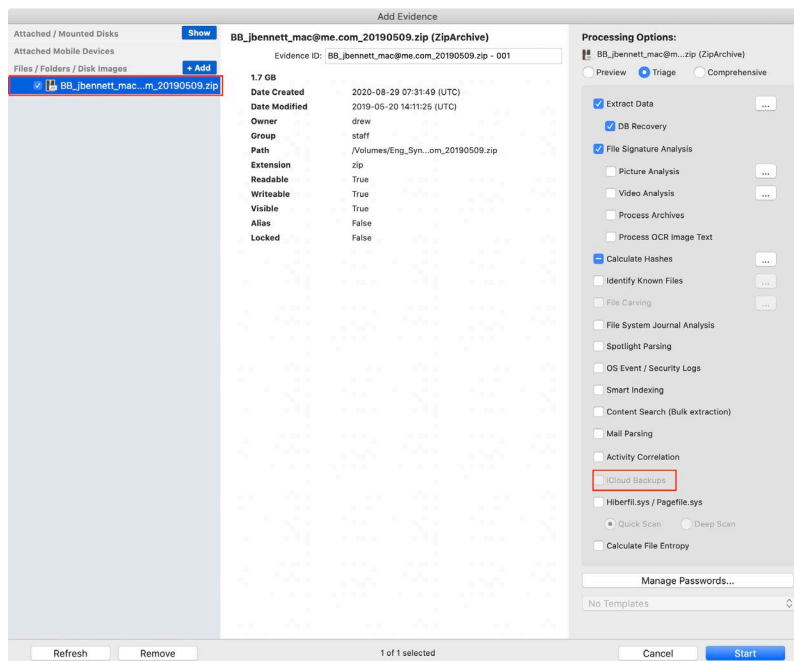 Add Evidence
Attached / Mounted Disks
Show
Attached Mobile Devices
Files / Folders / Disk Images
+ Add
BB_jbennett_mac...m_20190509.zip
BB_jbennett_mac@me.com_20190509.zip (ZipArchive)
Evidence ID: BB_jbennett_mac@me.com_20190509.zip - 001
1.7 GB
Date Created 2020-08-29 07:31:49 (UTC)
Date Modified 2019-05-20 14:11:25 (UTC)
Owner drew
Group staff
Path /Volumes/Eng_Syn...om_20190509.zip
Extension zip
Readable True
Writeable True
Visible True
Alias False
Locked False
Processing Options:
BB_jbennett_mac@m...zip (ZipArchive)
Preview Triage Comprehensive
Extract Data ...
DB Recovery
File Signature Analysis
Picture Analysis ...
Video Analysis ...
Process Archives
Process OCR Image Text
Calculate Hashes ...
Identify Known Files ...
File Carving ...
File System Journal Analysis
Spotlight Parsing
OS Event / Security Logs
Smart Indexing
Content Search (Bulk extraction)
Mail Parsing
Activity Correlation
iCloud Backups
Hiberfil.sys / Pagefile.sys
Quick Scan Deep Scan
Calculate File Entropy
Manage Passwords...
No Templates
Refresh Remove 1 of 1 selected Cancel Start